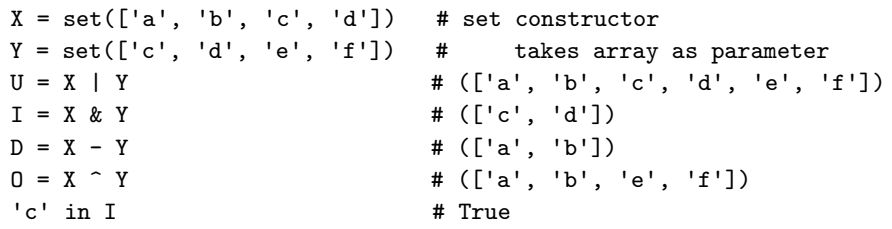 X = set(['a', 'b', 'c', 'd'])   # set constructor
Y = set(['c', 'd', 'e', 'f'])   #     takes array as parameter
U = X | Y                       # (['a', 'b', 'c', 'd', 'e', 'f'])
I = X & Y                       # (['c', 'd'])
D = X - Y                       # (['a', 'b'])
O = X ^ Y                       # (['a', 'b', 'e', 'f'])
'c' in I                        # True